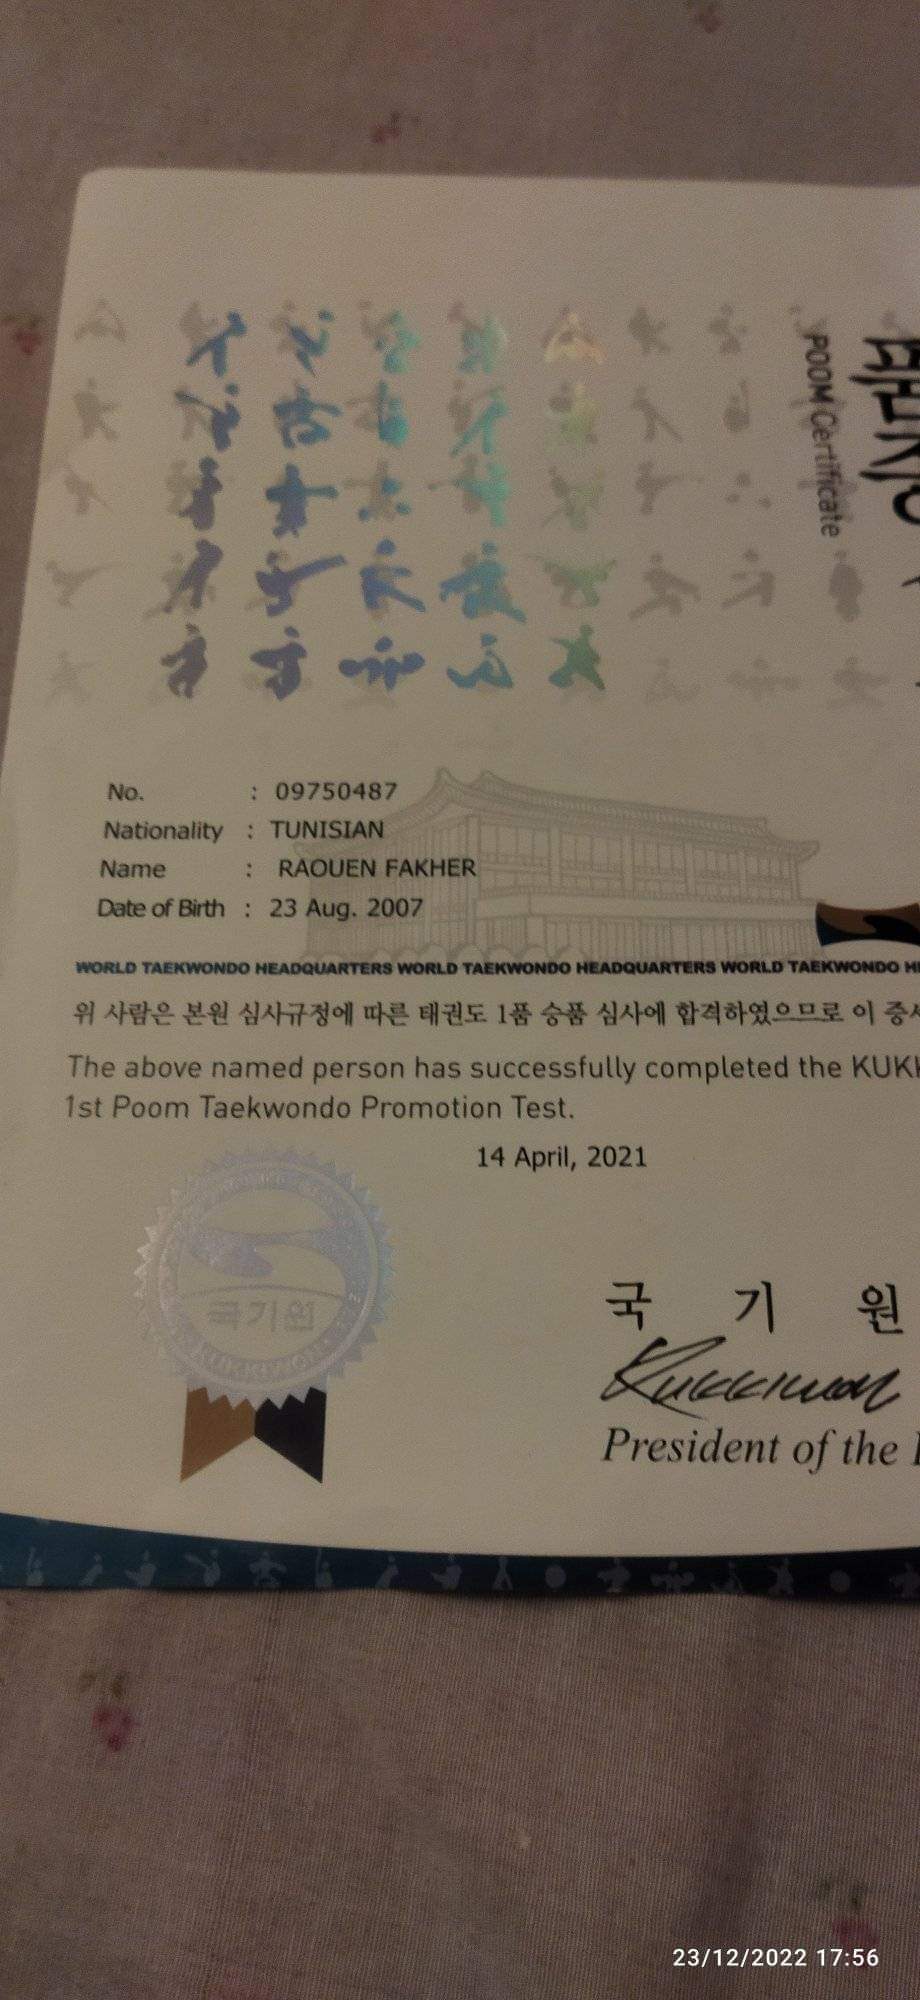 POOM Certificate
No. : 09750487
Nationality : TUNISIAN
Name : RAOUEN FAKHER
Date of Birth : 23 Aug. 2007
WORLD TAEKWONDO HEADQUARTERS WORLD TAEKWONDO HEADQUARTERS WORLD TAEKWONDO
위 사람은 본원 심사규정에 따른 태권도 1품 승품 심사에 합격하였으므로 이
The above named person has successfully completed the
1st Poom Taekwondo Promotion Test.
14 April, 2021
국기원
KUKKIWON
국 기 원
Kukkiwon
President of the
23/12/2022 17:56